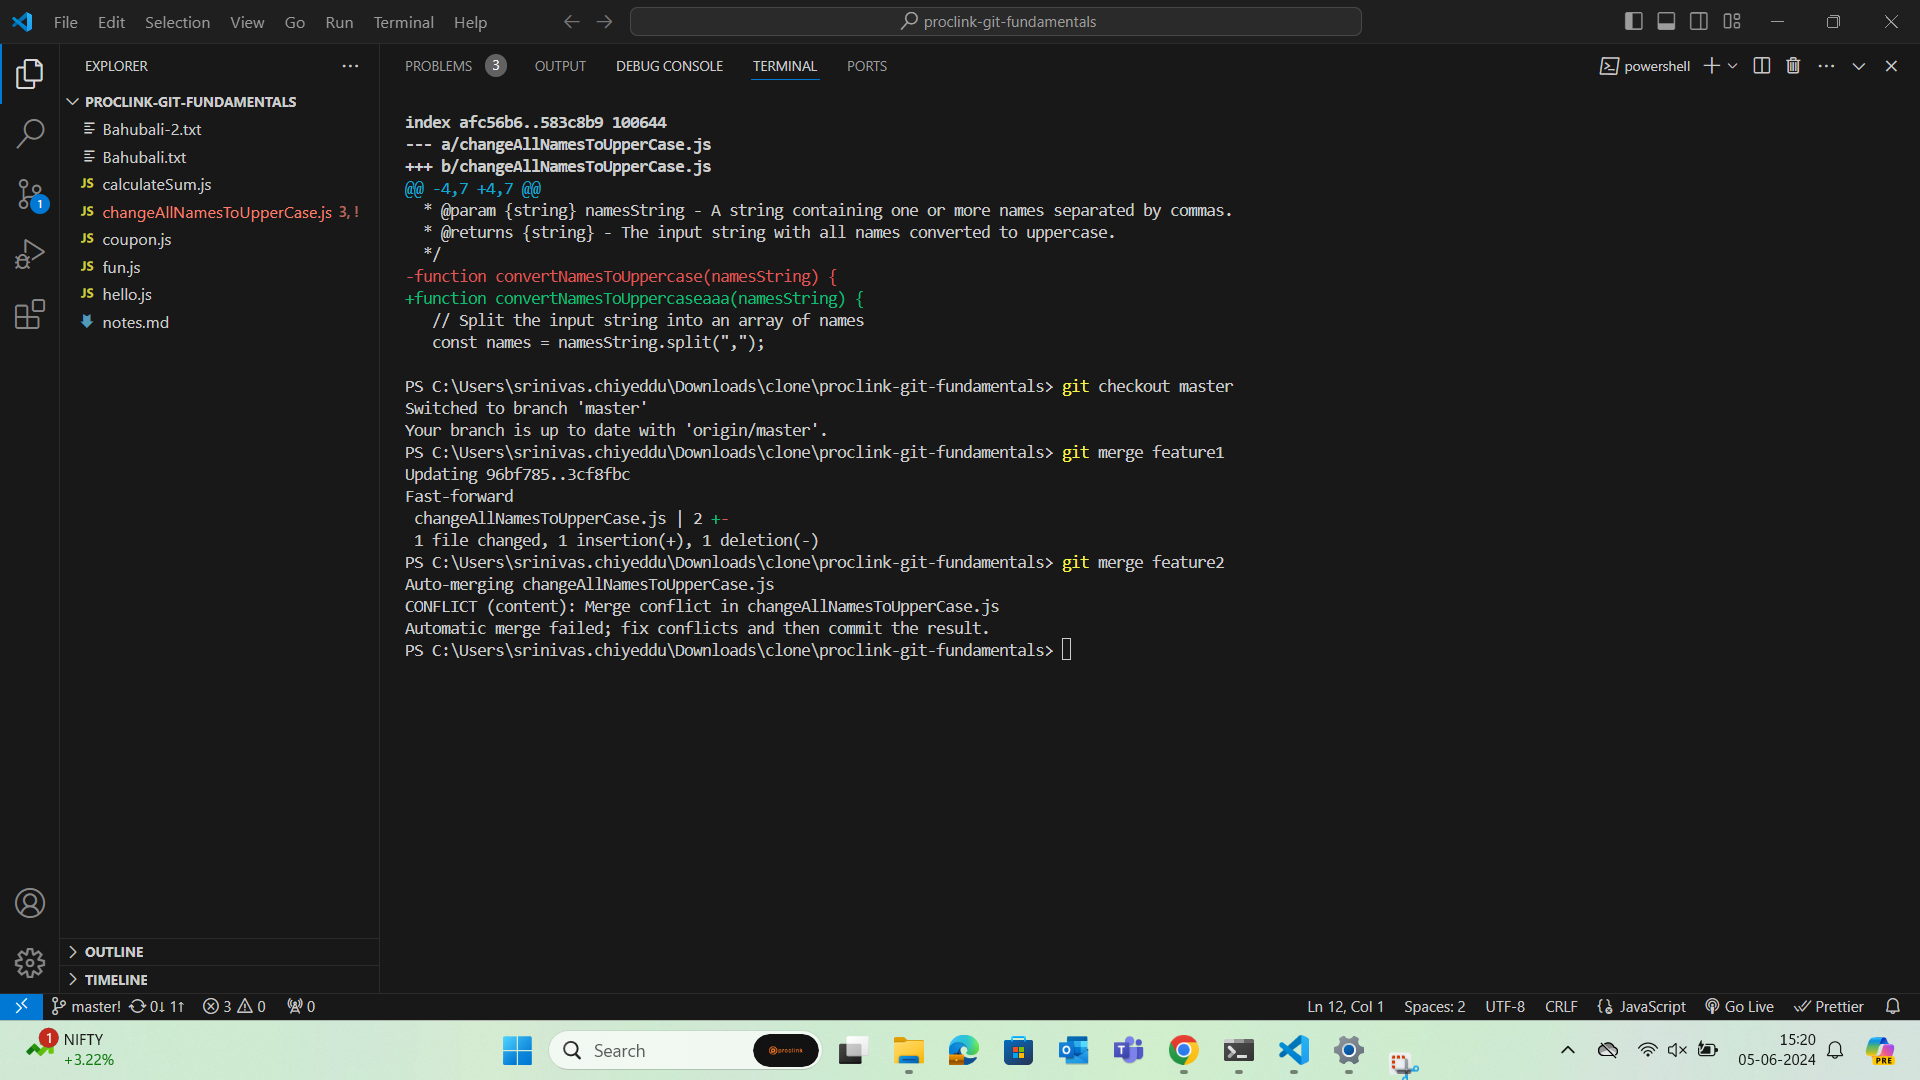 File Edit Selection View Go Run Terminal Help
proclink-git-fundamentals
EXPLORER
PROCLINK-GIT-FUNDAMENTALS
Bahubali-2.txt
Bahubali.txt
JS calculateSum.js
JS changeAllNamesToUpperCase.js 3, !
JS coupon.js
JS fun.js
JS hello.js
notes.md
1
OUTLINE
TIMELINE
PROBLEMS 3 OUTPUT DEBUG CONSOLE TERMINAL PORTS
powershell
index afc56b6..583c8b9 100644
--- a/changeAllNamesToUpperCase.js
+++ b/changeAllNamesToUpperCase.js
@@ -4,7 +4,7 @@
* @param {string} namesString - A string containing one or more names separated by commas.
* @returns {string} - The input string with all names converted to uppercase.
*/
-function convertNamesToUppercase(namesString) {
+function convertNamesToUppercaseaaa(namesString) {
// Split the input string into an array of names
const names = namesString.split(",");
PS C:\Users\srinivas.chiyeddu\Downloads\clone\proclink-git-fundamentals> git checkout master
Switched to branch 'master'
Your branch is up to date with 'origin/master'.
PS C:\Users\srinivas.chiyeddu\Downloads\clone\proclink-git-fundamentals> git merge feature1
Updating 96bf785..3cf8fbc
Fast-forward
changeAllNamesToUpperCase.js | 2 +-
1 file changed, 1 insertion(+), 1 deletion(-)
PS C:\Users\srinivas.chiyeddu\Downloads\clone\proclink-git-fundamentals> git merge feature2
Auto-merging changeAllNamesToUpperCase.js
CONFLICT (content): Merge conflict in changeAllNamesToUpperCase.js
Automatic merge failed; fix conflicts and then commit the result.
PS C:\Users\srinivas.chiyeddu\Downloads\clone\proclink-git-fundamentals>
master! 0↓ 1↑ 3 0 0
Ln 12, Col 1 Spaces: 2 UTF-8 CRLF {} JavaScript Go Live Prettier
1 NIFTY
+3.22%
Search
proclink
15:20
05-06-2024
PRE